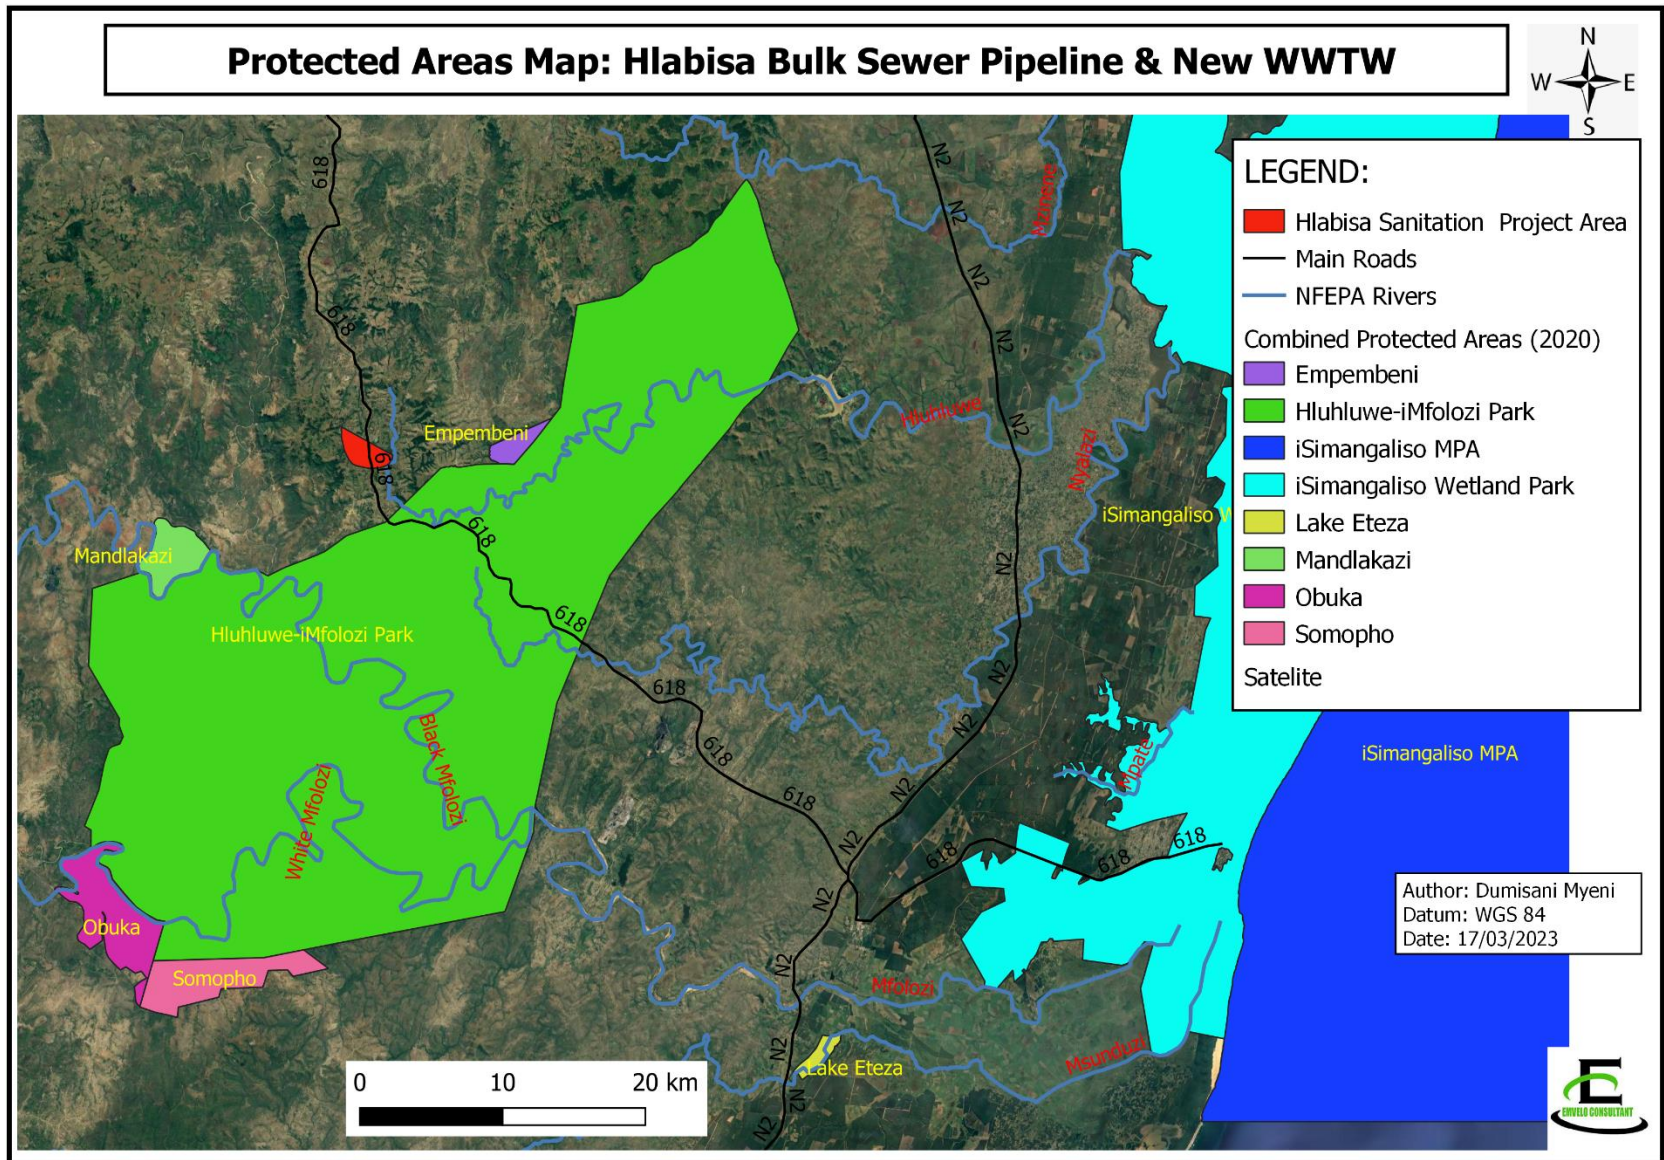 Protected Areas Map: Hlabisa Bulk Sewer Pipeline & New WWTW
N
W E
S
LEGEND:
Hlabisa Sanitation Project Area
Main Roads
NFEPA Rivers
Combined Protected Areas (2020)
Empembeni
Hluhluwe-iMfolozi Park
iSimangaliso MPA
iSimangaliso Wetland Park
Lake Eteza
Mandlakazi
Obuka
Somopho
Satelite
618
N2
N2
Mzinene
618
N2
N2
Hluhluwe
Empembeni
618
Nyalazi
iSimangaliso W
618
Mandlakazi
N2
618
Hluhluwe-iMfolozi Park
N2
618
Black Mfolozi
618
N2
Mpate
iSimangaliso MPA
White Mfolozi
618
N2
N2
618
618
618
N2
Obuka
Somopho
N2
Mfolozi
N2
Lake Eteza
Msunduzi
N2
N2
Author: Dumisani Myeni
Datum: WGS 84
Date: 17/03/2023
0 10 20 km
E
EMVELO CONSULTANT